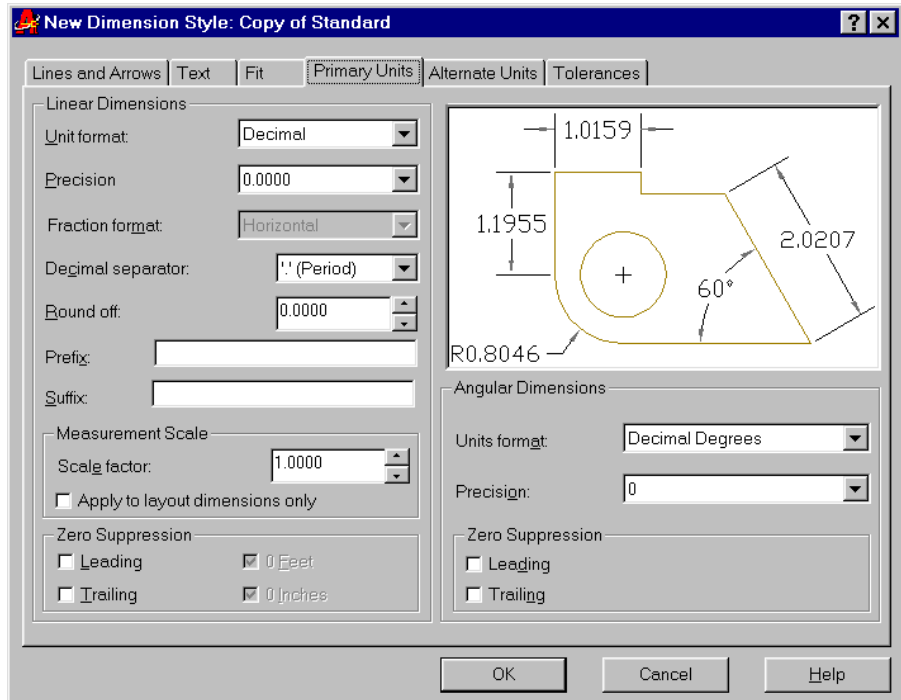 New Dimension Style: Copy of Standard
Lines and Arrows Text Fit Primary Units Alternate Units Tolerances
Linear Dimensions
Unit format: Decimal
Precision 0.0000
Fraction format: Horizontal
Decimal separator: '.' (Period)
Round off: 0.0000
Prefix:
Suffix:
Measurement Scale
Scale factor: 1.0000
Apply to layout dimensions only
Zero Suppression
Leading 0 Feet
Trailing 0 Inches
1.0159
1.1955
2.0207
60°
R0.8046
Angular Dimensions
Units format: Decimal Degrees
Precision: 0
Zero Suppression
Leading
Trailing
OK Cancel Help